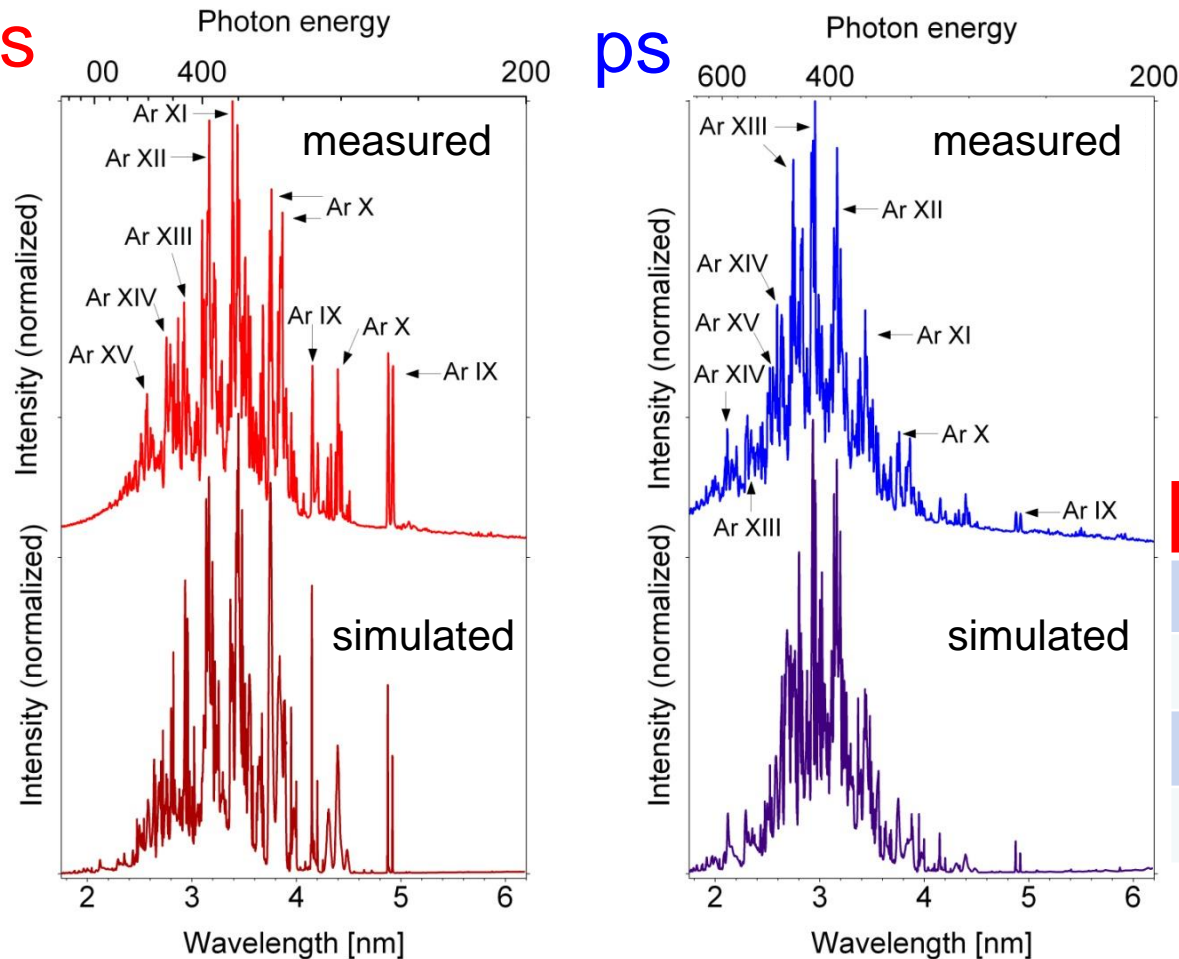 s
Photon energy
00 400 200
Ar XI
measured
Ar XII
Ar X
Ar XIII
Ar XIV
Ar IX
Ar X
Ar XV
Ar IX
Intensity (normalized)
simulated
Intensity (normalized)
2 3 4 5 6
Wavelength [nm]
ps
Photon energy
600 400 200
Ar XIII
measured
Ar XII
Ar XIV
Ar XV
Ar XI
Ar XIV
Ar X
Ar XIII
Ar IX
Intensity (normalized)
simulated
Intensity (normalized)
2 3 4 5 6
Wavelength [nm]